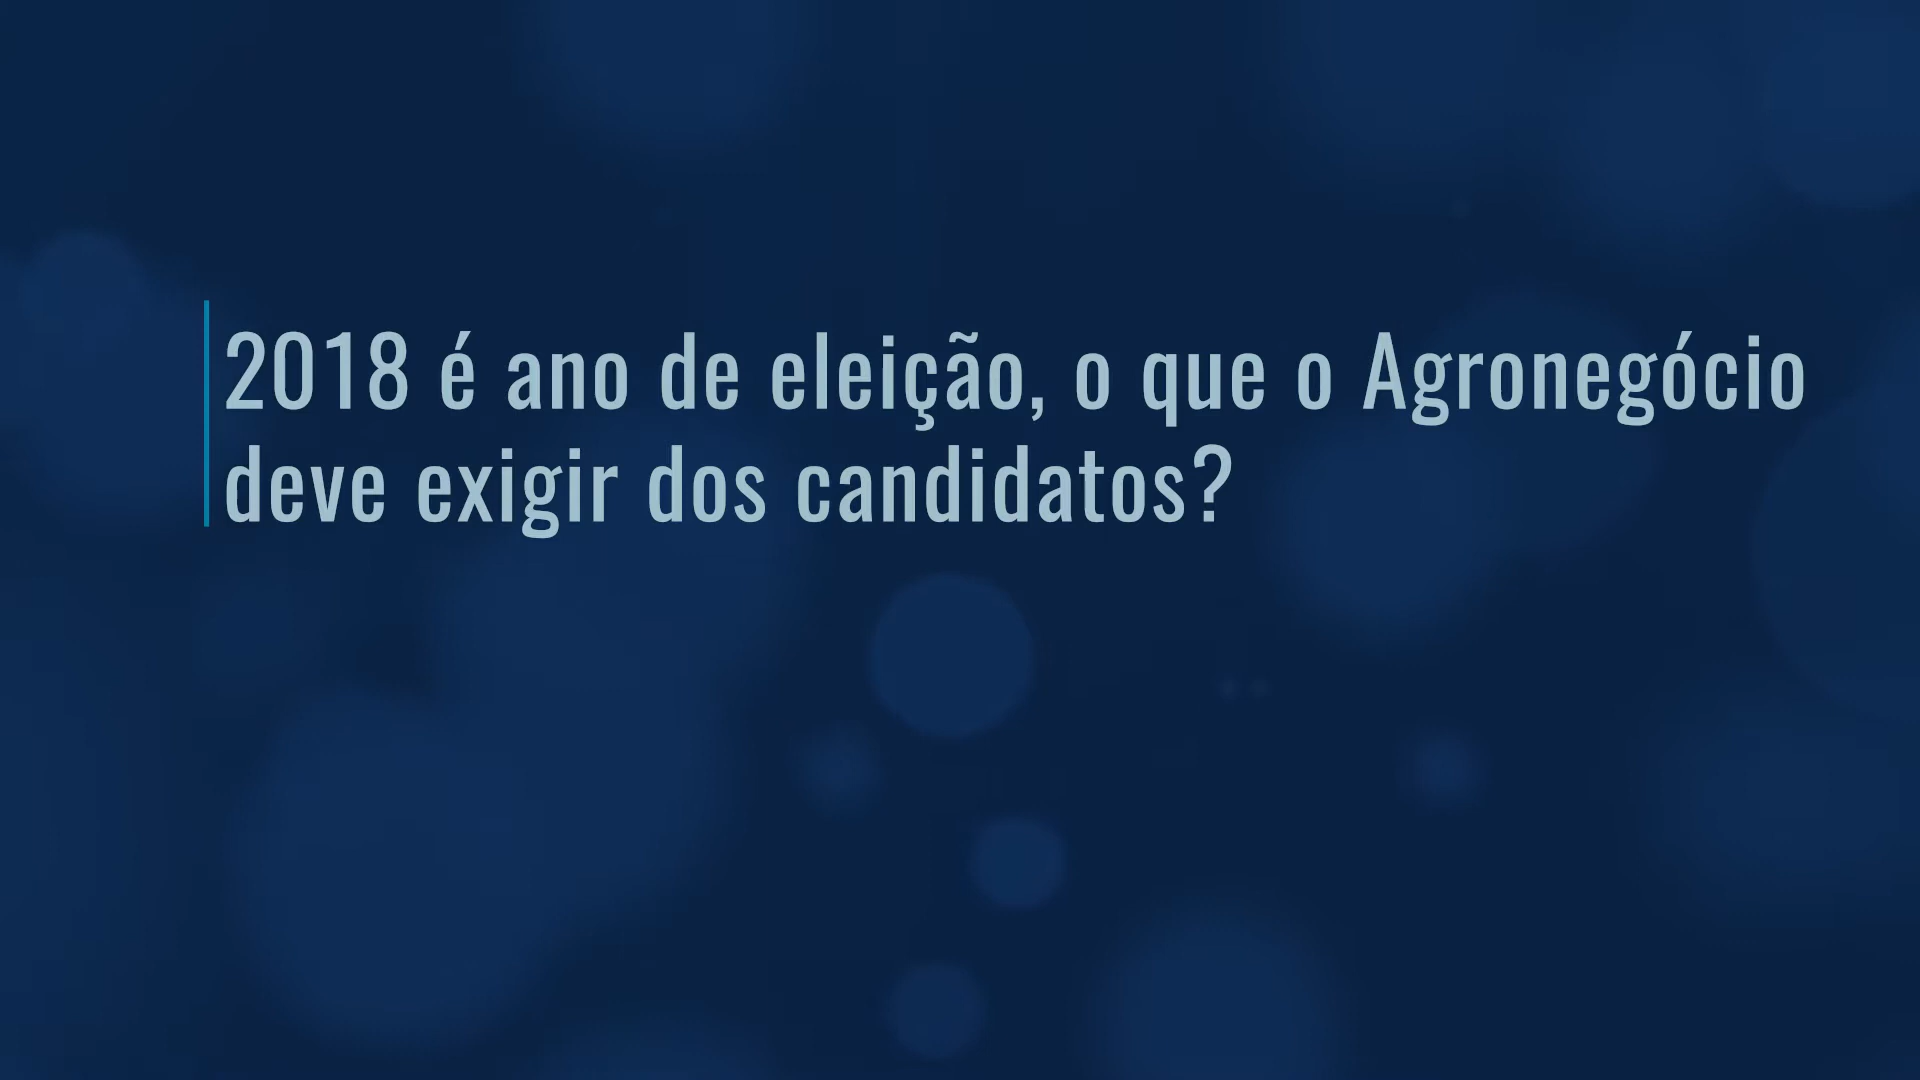 2018 é ano de eleição, o que o Agronegócio
deve exigir dos candidatos?